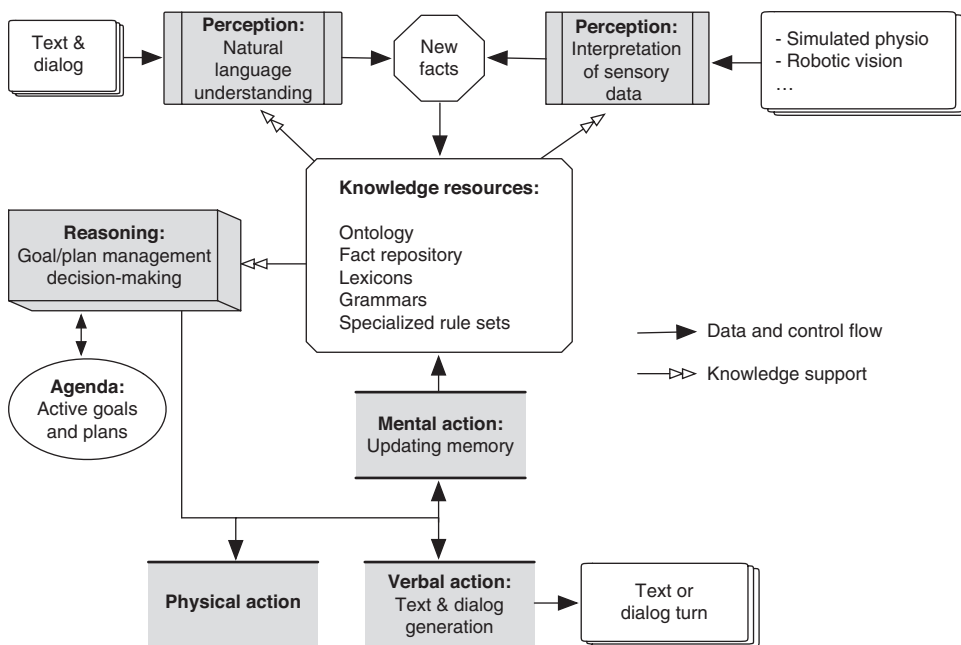 Text &
dialog
Perception:
Natural
language
understanding
New
facts
Perception:
Interpretation
of sensory
data
- Simulated physio
- Robotic vision
...
Knowledge resources:
Ontology
Fact repository
Lexicons
Grammars
Specialized rule sets
Reasoning:
Goal/plan management
decision-making
Agenda:
Active goals
and plans
Data and control flow
Knowledge support
Mental action:
Updating memory
Physical action
Verbal action:
Text & dialog
generation
Text or
dialog turn